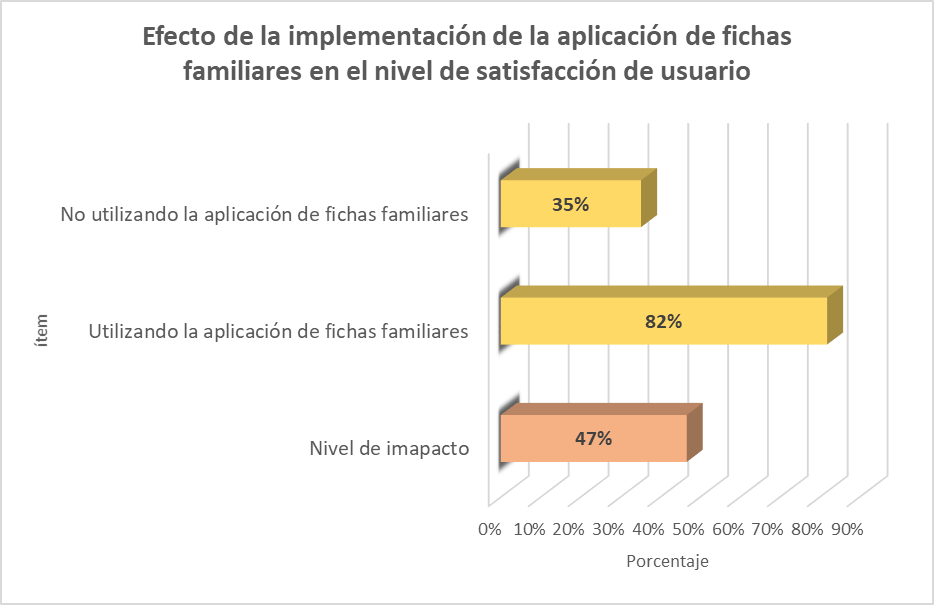 Efecto de la implementación de la aplicación de fichas
familiares en el nivel de satisfacción de usuario
No utilizando la aplicación de fichas familiares
35%
ítem
Utilizando la aplicación de fichas familiares
82%
Nivel de imapacto
47%
0% 10% 20% 30% 40% 50% 60% 70% 80% 90%
Porcentaje